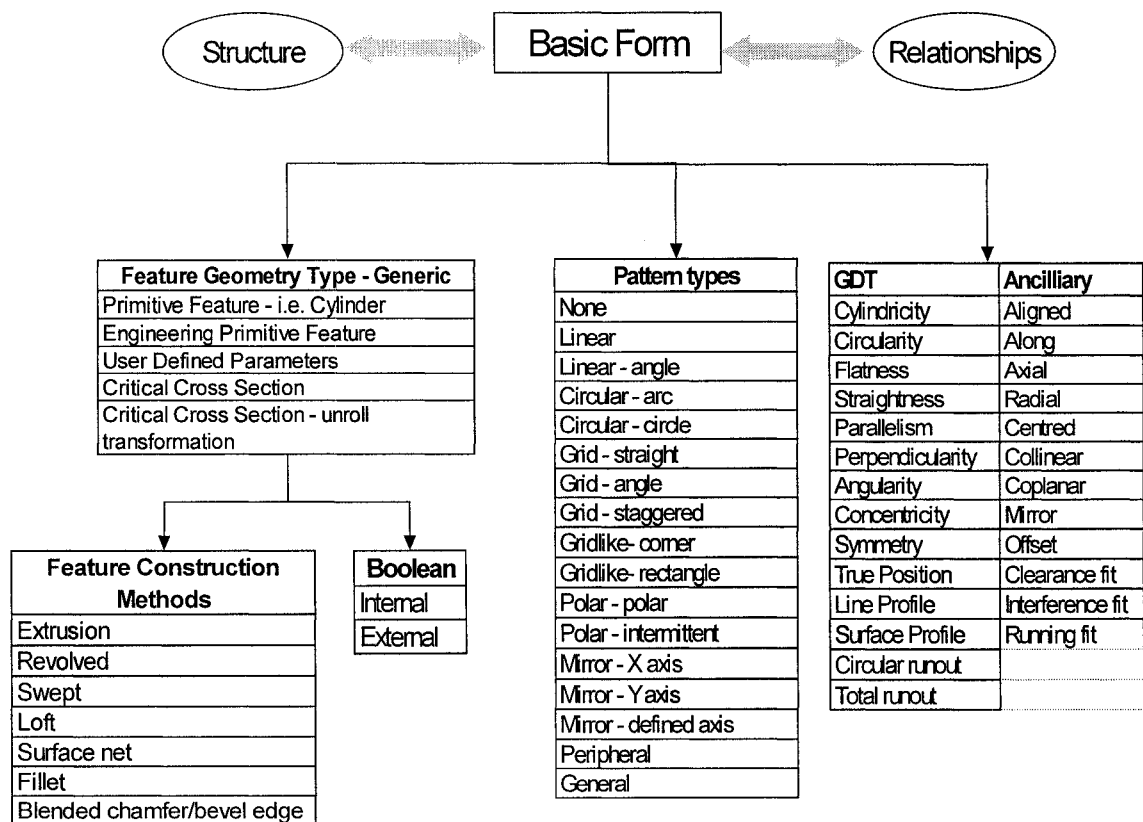 Structure
Basic Form
Relationships
Feature Geometry Type - Generic
Primitive Feature - i.e. Cylinder
Engineering Primitive Feature
User Defined Parameters
Critical Cross Section
Critical Cross Section - unroll
transformation
Feature Construction
Methods
Extrusion
Revolved
Swept
Loft
Surface net
Fillet
Blended chamfer/bevel edge
Boolean
Internal
External
Pattern types
None
Linear
Linear - angle
Circular - arc
Circular - circle
Grid - straight
Grid - angle
Grid - staggered
Gridlike- corner
Gridlike- rectangle
Polar - polar
Polar - intermittent
Mirror - X axis
Mirror - Y axis
Mirror - defined axis
Peripheral
General
GDT Ancilliary
Cylindricity Aligned
Circularity Along
Flatness Axial
Straightness Radial
Parallelism Centred
Perpendicularity Collinear
Angularity Coplanar
Concentricity Mirror
Symmetry Offset
True Position Clearance fit
Line Profile Interference fit
Surface Profile Running fit
Circular runout
Total runout